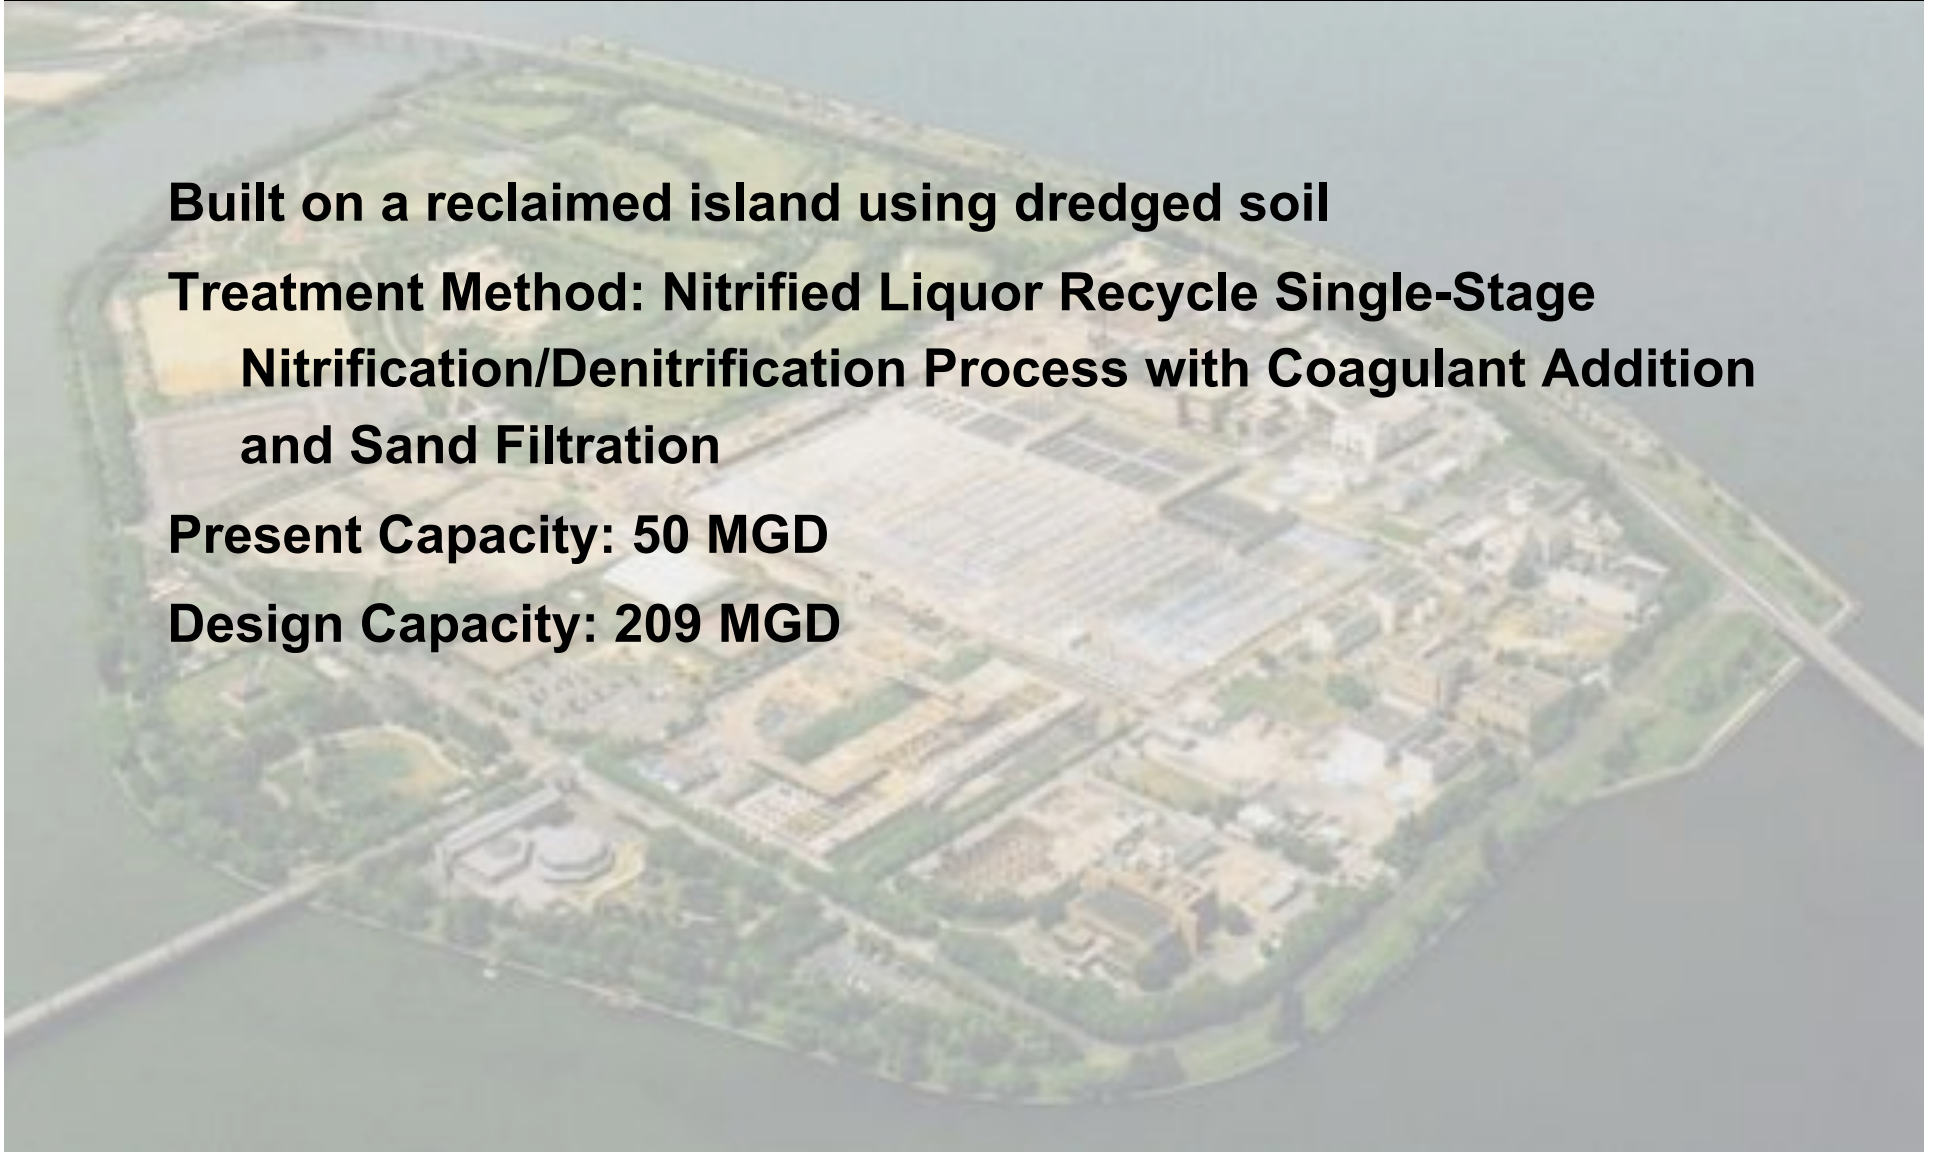 Built on a reclaimed island using dredged soil
Treatment Method: Nitrified Liquor Recycle Single-Stage
Nitrification/Denitrification Process with Coagulant Addition
and Sand Filtration
Present Capacity: 50 MGD
Design Capacity: 209 MGD